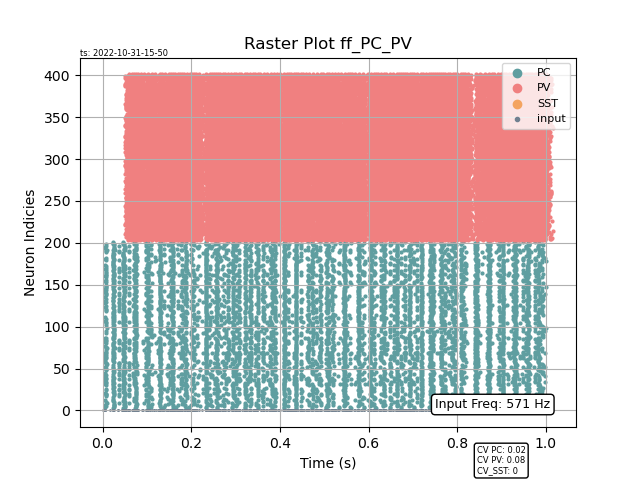 Raster Plot ff_PC_PV
ts: 2022-10-31-15-50
PC
PV
SST
input
400
350
300
250
200
150
100
50
0
Neuron Indicies
Input Freq: 571 Hz
0.0 0.2 0.4 0.6 0.8 1.0
Time (s)
CV PC: 0.02
CV PV: 0.08
CV_SST: 0